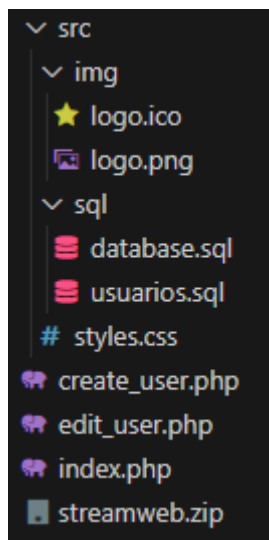 src
img
logo.ico
logo.png
sql
database.sql
usuarios.sql
# styles.css
create_user.php
edit_user.php
index.php
streamweb.zip